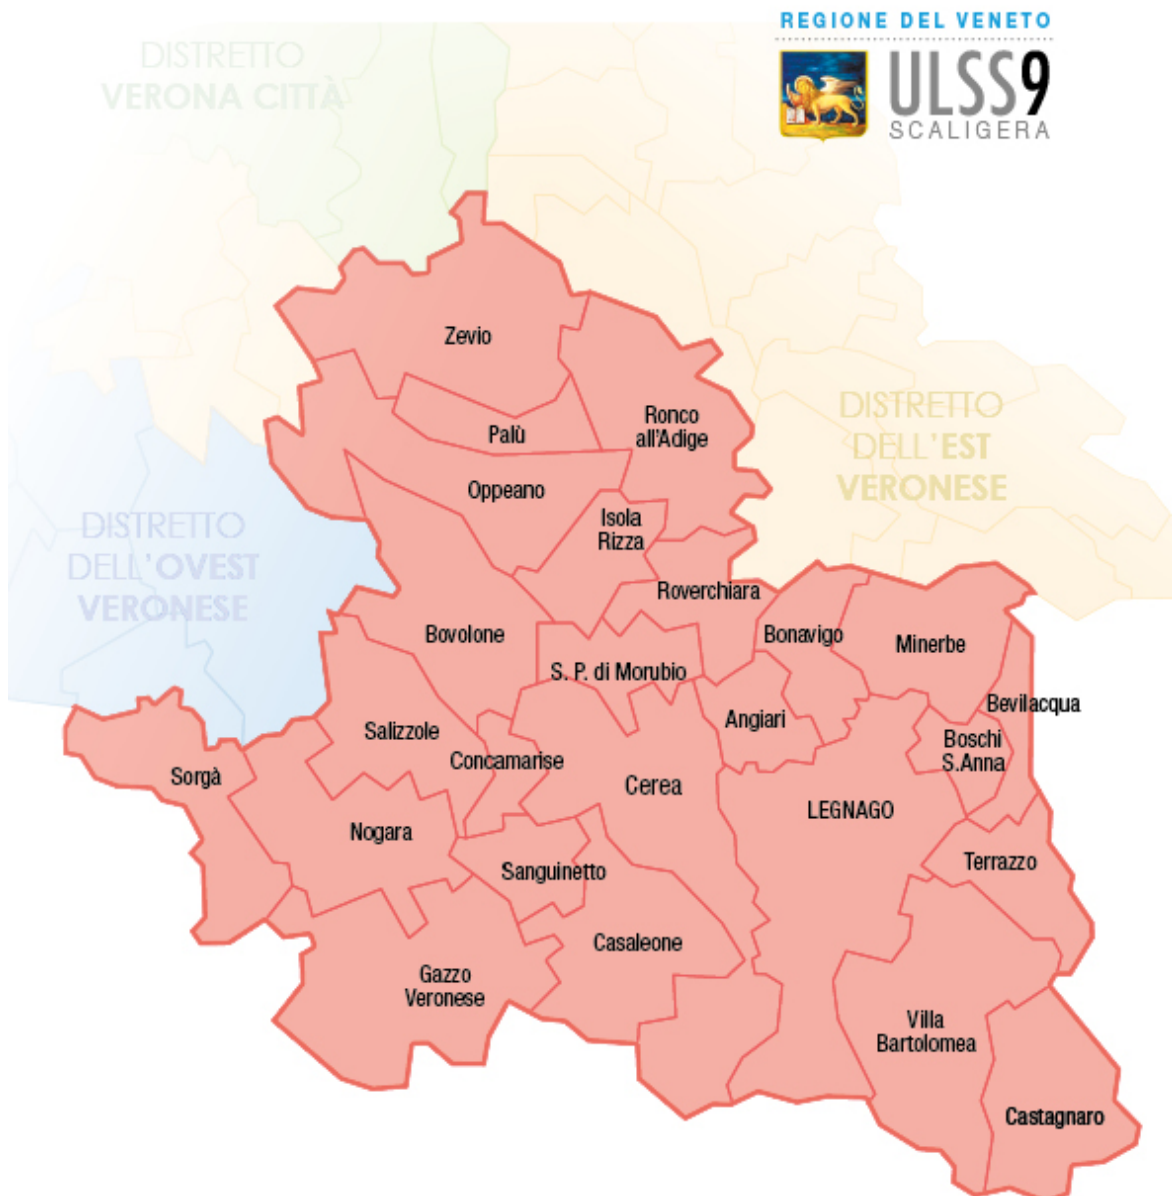 REGIONE DEL VENETO
ULSS9
SCALIGERA
DISTRETTO
VERONA CITTÀ
Zevio
Ronco
all'Adige
Palù
DISTRETTO
DELL'EST
VERONESE
Oppeano
Isola
Rizza
DISTRETTO
DELL'OVEST
VERONESE
Roverchiara
Bovolone
Bonavigo
Minerbe
S. P. di Morubio
Bevilacqua
Angiari
Salizzole
Boschi
S.Anna
Concamarise
Sorgà
Cerea
LEGNAGO
Nogara
Terrazzo
Sanguinetto
Casaleone
Gazzo
Veronese
Villa
Bartolomea
Castagnaro